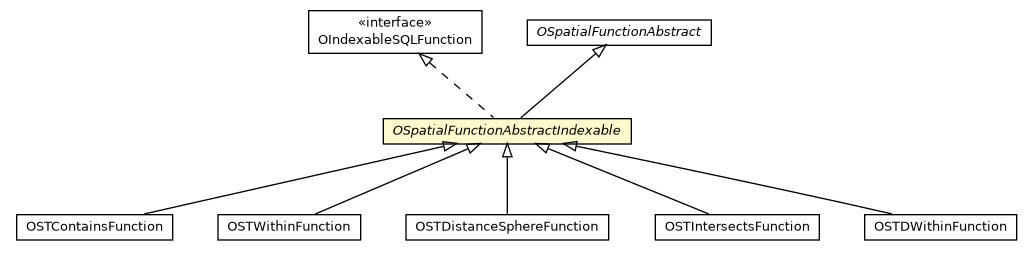 «interface»
OIndexableSQLFunction
OSpatialFunctionAbstract
OSpatialFunctionAbstractIndexable
OSTContainsFunction
OSTWithinFunction
OSTDistanceSphereFunction
OSTIntersectsFunction
OSTDWithinFunction